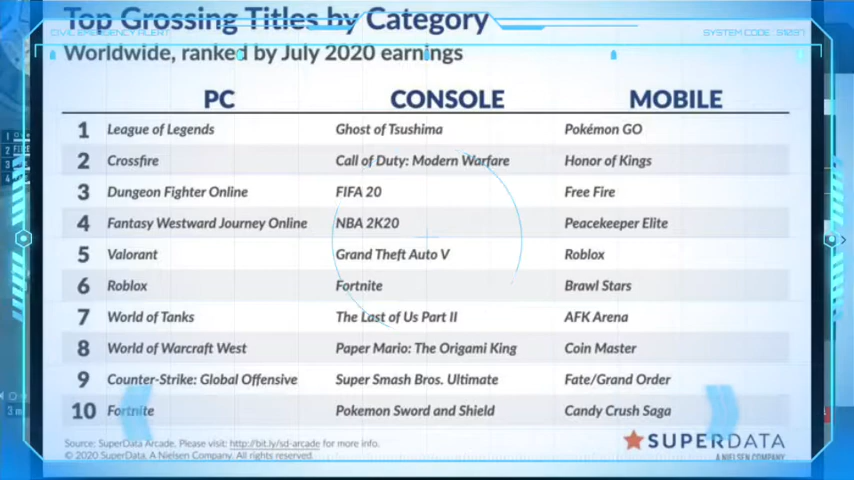 Top Grossing Titles by Category
CIVIL EMERGENCY ALERT
SYSTEM CODE : S1037
Worldwide, ranked by July 2020 earnings
PC CONSOLE MOBILE
1 League of Legends Ghost of Tsushima Pokémon GO
2 Crossfire Call of Duty: Modern Warfare Honor of Kings
3 Dungeon Fighter Online FIFA 20 Free Fire
4 Fantasy Westward Journey Online NBA 2K20 Peacekeeper Elite
5 Valorant Grand Theft Auto V Roblox
6 Roblox Fortnite Brawl Stars
7 World of Tanks The Last of Us Part II AFK Arena
8 World of Warcraft West Paper Mario: The Origami King Coin Master
9 Counter-Strike: Global Offensive Super Smash Bros. Ultimate Fate/Grand Order
10 Fortnite Pokemon Sword and Shield Candy Crush Saga
Source: SuperData Arcade. Please visit: http://bit.ly/sd-arcade for more info.
© 2020 SuperData, A Nielsen Company. All rights reserved.
SUPERDATA
A NIELSEN COMPANY